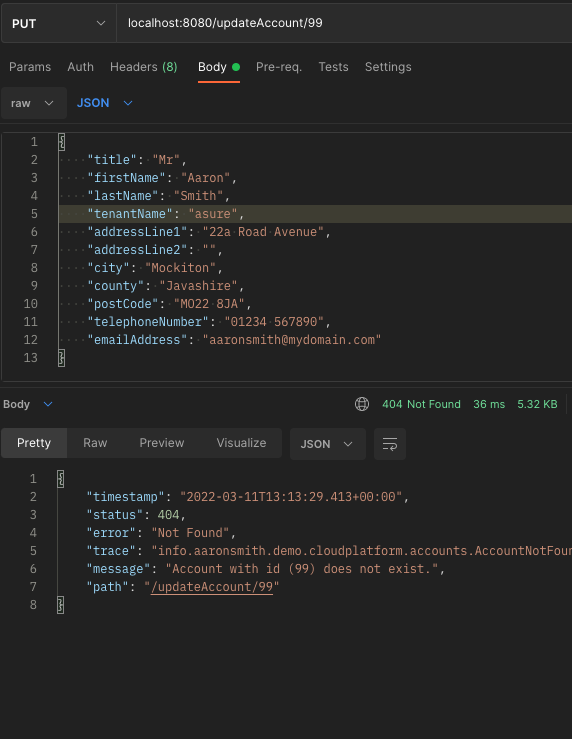 PUT localhost:8080/updateAccount/99
Params Auth Headers (8) Body Pre-req. Tests Settings
raw JSON
1 {
2 "title": "Mr",
3 "firstName": "Aaron",
4 "lastName": "Smith",
5 "tenantName": "asure",
6 "addressLine1": "22a Road Avenue",
7 "addressLine2": "",
8 "city": "Mockiton",
9 "county": "Javashire",
10 "postCode": "MO22 8JA",
11 "telephoneNumber": "01234 567890",
12 "emailAddress": "aaronsmith@mydomain.com"
13 }
Body 404 Not Found 36 ms 5.32 KB
Pretty Raw Preview Visualize JSON
1 {
2 "timestamp": "2022-03-11T13:13:29.413+00:00",
3 "status": 404,
4 "error": "Not Found",
5 "trace": "info.aaronsmith.demo.cloudplatform.accounts.AccountNotFoun
6 "message": "Account with id (99) does not exist.",
7 "path": "/updateAccount/99"
8 }